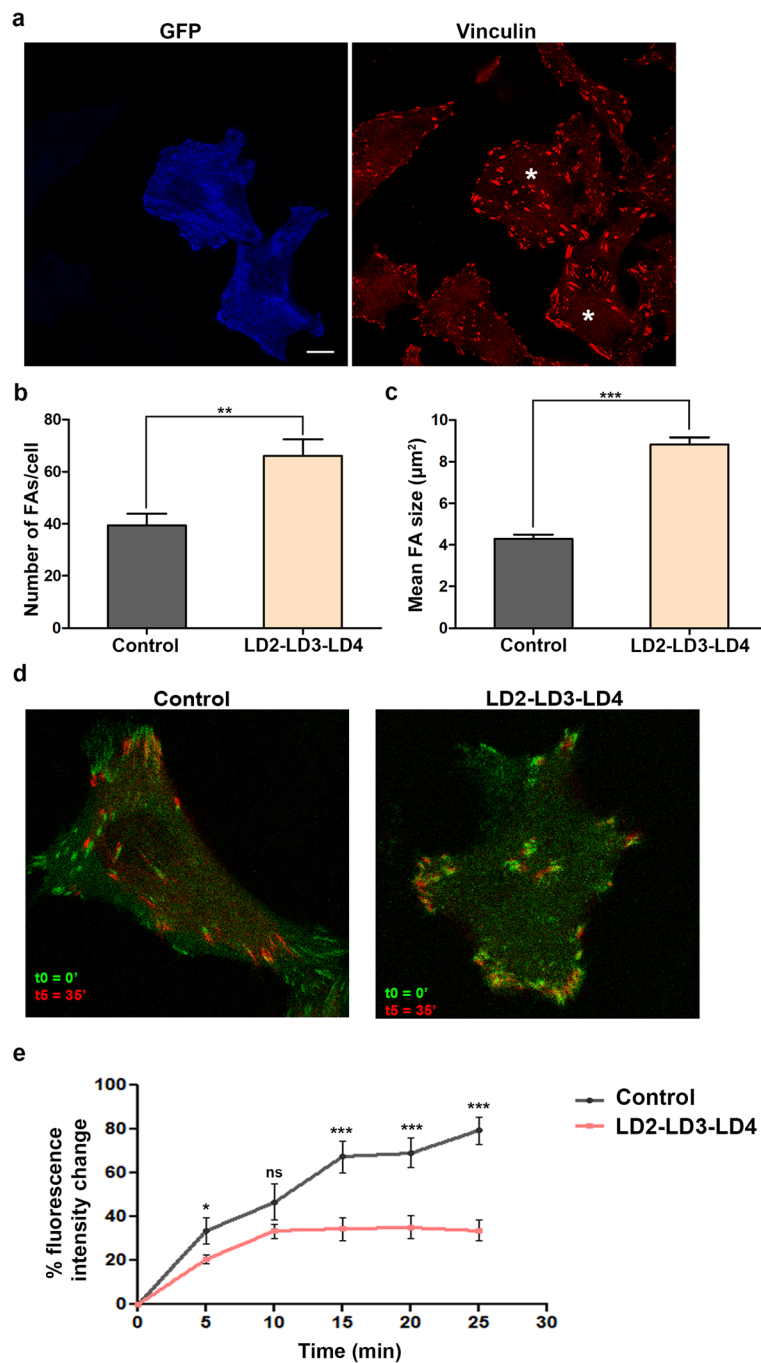 a
GFP
Vinculin
*
*
b
**
80
60
40
20
0
Number of FAs/cell
Control
LD2-LD3-LD4
c
***
10
8
6
4
2
0
Mean FA size (µm²)
Control
LD2-LD3-LD4
d
Control
LD2-LD3-LD4
t0 = 0'
t5 = 35'
t0 = 0'
t5 = 35'
e
100
80
60
40
20
0
% fluorescence
intensity change
*
ns
***
***
***
Control
LD2-LD3-LD4
0
5
10
15
20
25
30
Time (min)